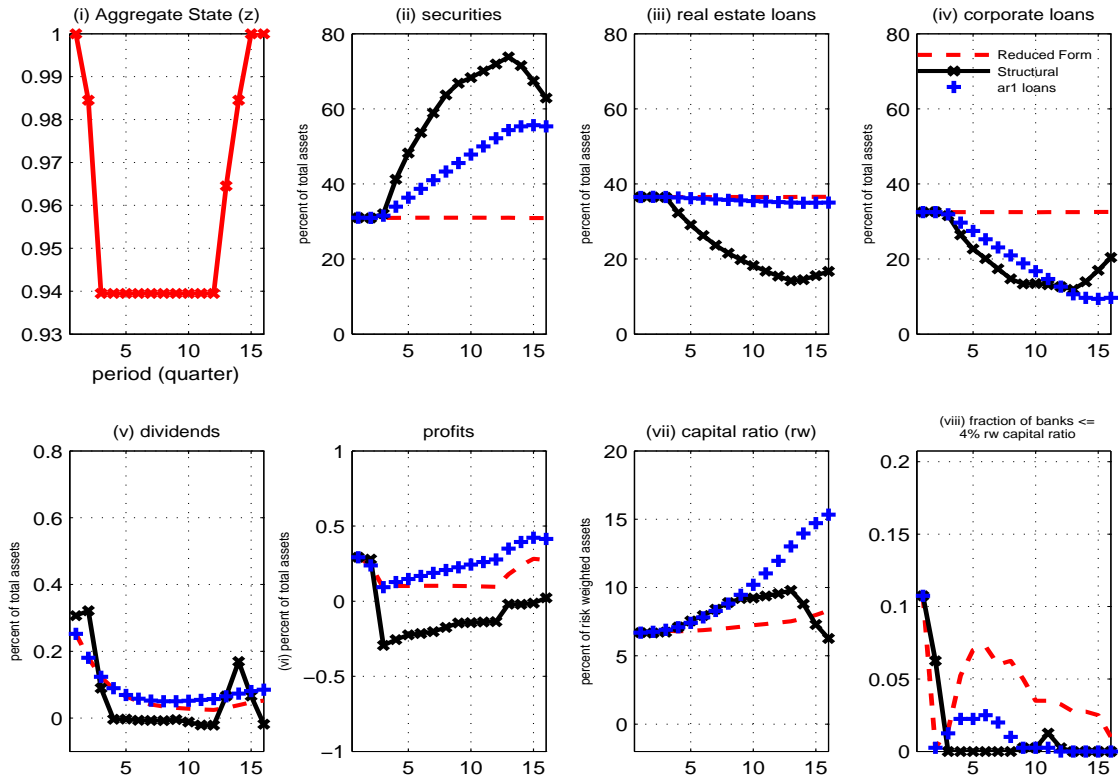 (i) Aggregate State (z)
1
0.99
0.98
0.97
0.96
0.95
0.94
0.93
5 10 15
period (quarter)
(ii) securities
percent of total assets
80
60
40
20
0
5 10 15
(iii) real estate loans
percent of total assets
80
60
40
20
0
5 10 15
(iv) corporate loans
percent of total assets
80
60
40
20
0
5 10 15
Reduced Form
Structural
ar1 loans
(v) dividends
percent of total assets
0.8
0.6
0.4
0.2
0
5 10 15
profits
(vi) percent of total assets
1
0.5
0
−0.5
−1
5 10 15
(vii) capital ratio (rw)
percent of risk weighted assets
20
15
10
5
0
5 10 15
(viii) fraction of banks <=
4% rw capital ratio
0.2
0.15
0.1
0.05
0
5 10 15